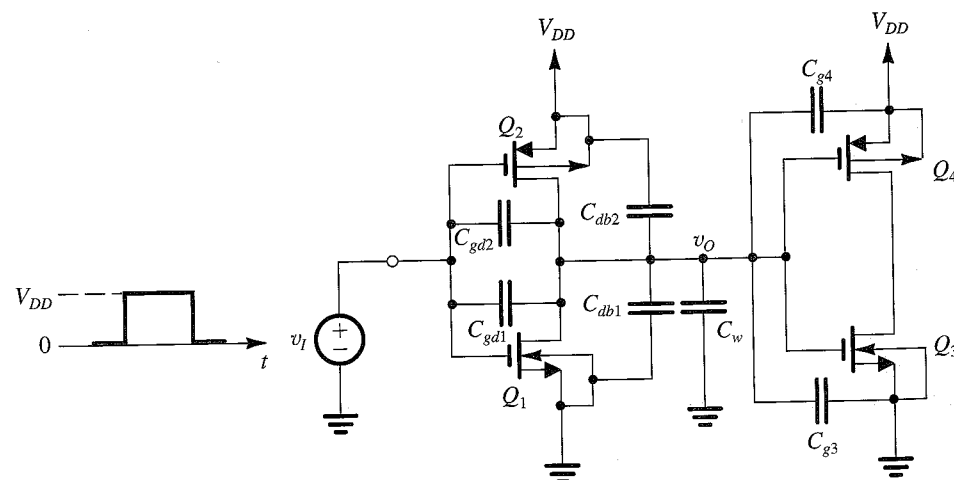 V_DD
V_DD
C_g4
Q_2
Q_4
C_db2
C_gd2
v_O
V_DD
0
t
v_I
+
−
C_gd1
C_db1
C_w
Q_3
Q_1
C_g3